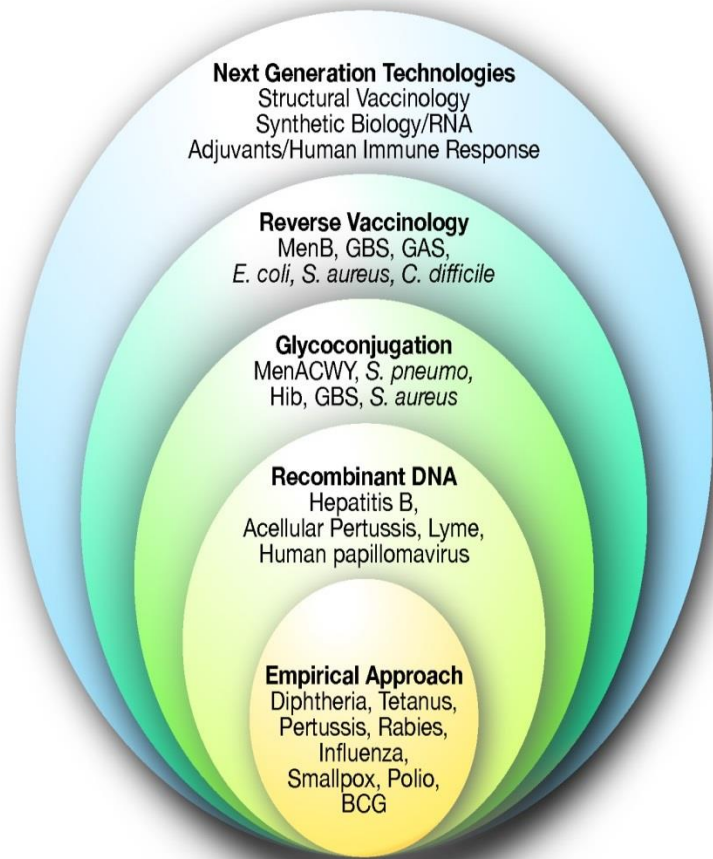 Next Generation Technologies
Structural Vaccinology
Synthetic Biology/RNA
Adjuvants/Human Immune Response
Reverse Vaccinology
MenB, GBS, GAS,
E. coli, S. aureus, C. difficile
Glycoconjugation
MenACWY, S. pneumo,
Hib, GBS, S. aureus
Recombinant DNA
Hepatitis B,
Acellular Pertussis, Lyme,
Human papillomavirus
Empirical Approach
Diphtheria, Tetanus,
Pertussis, Rabies,
Influenza,
Smallpox, Polio,
BCG